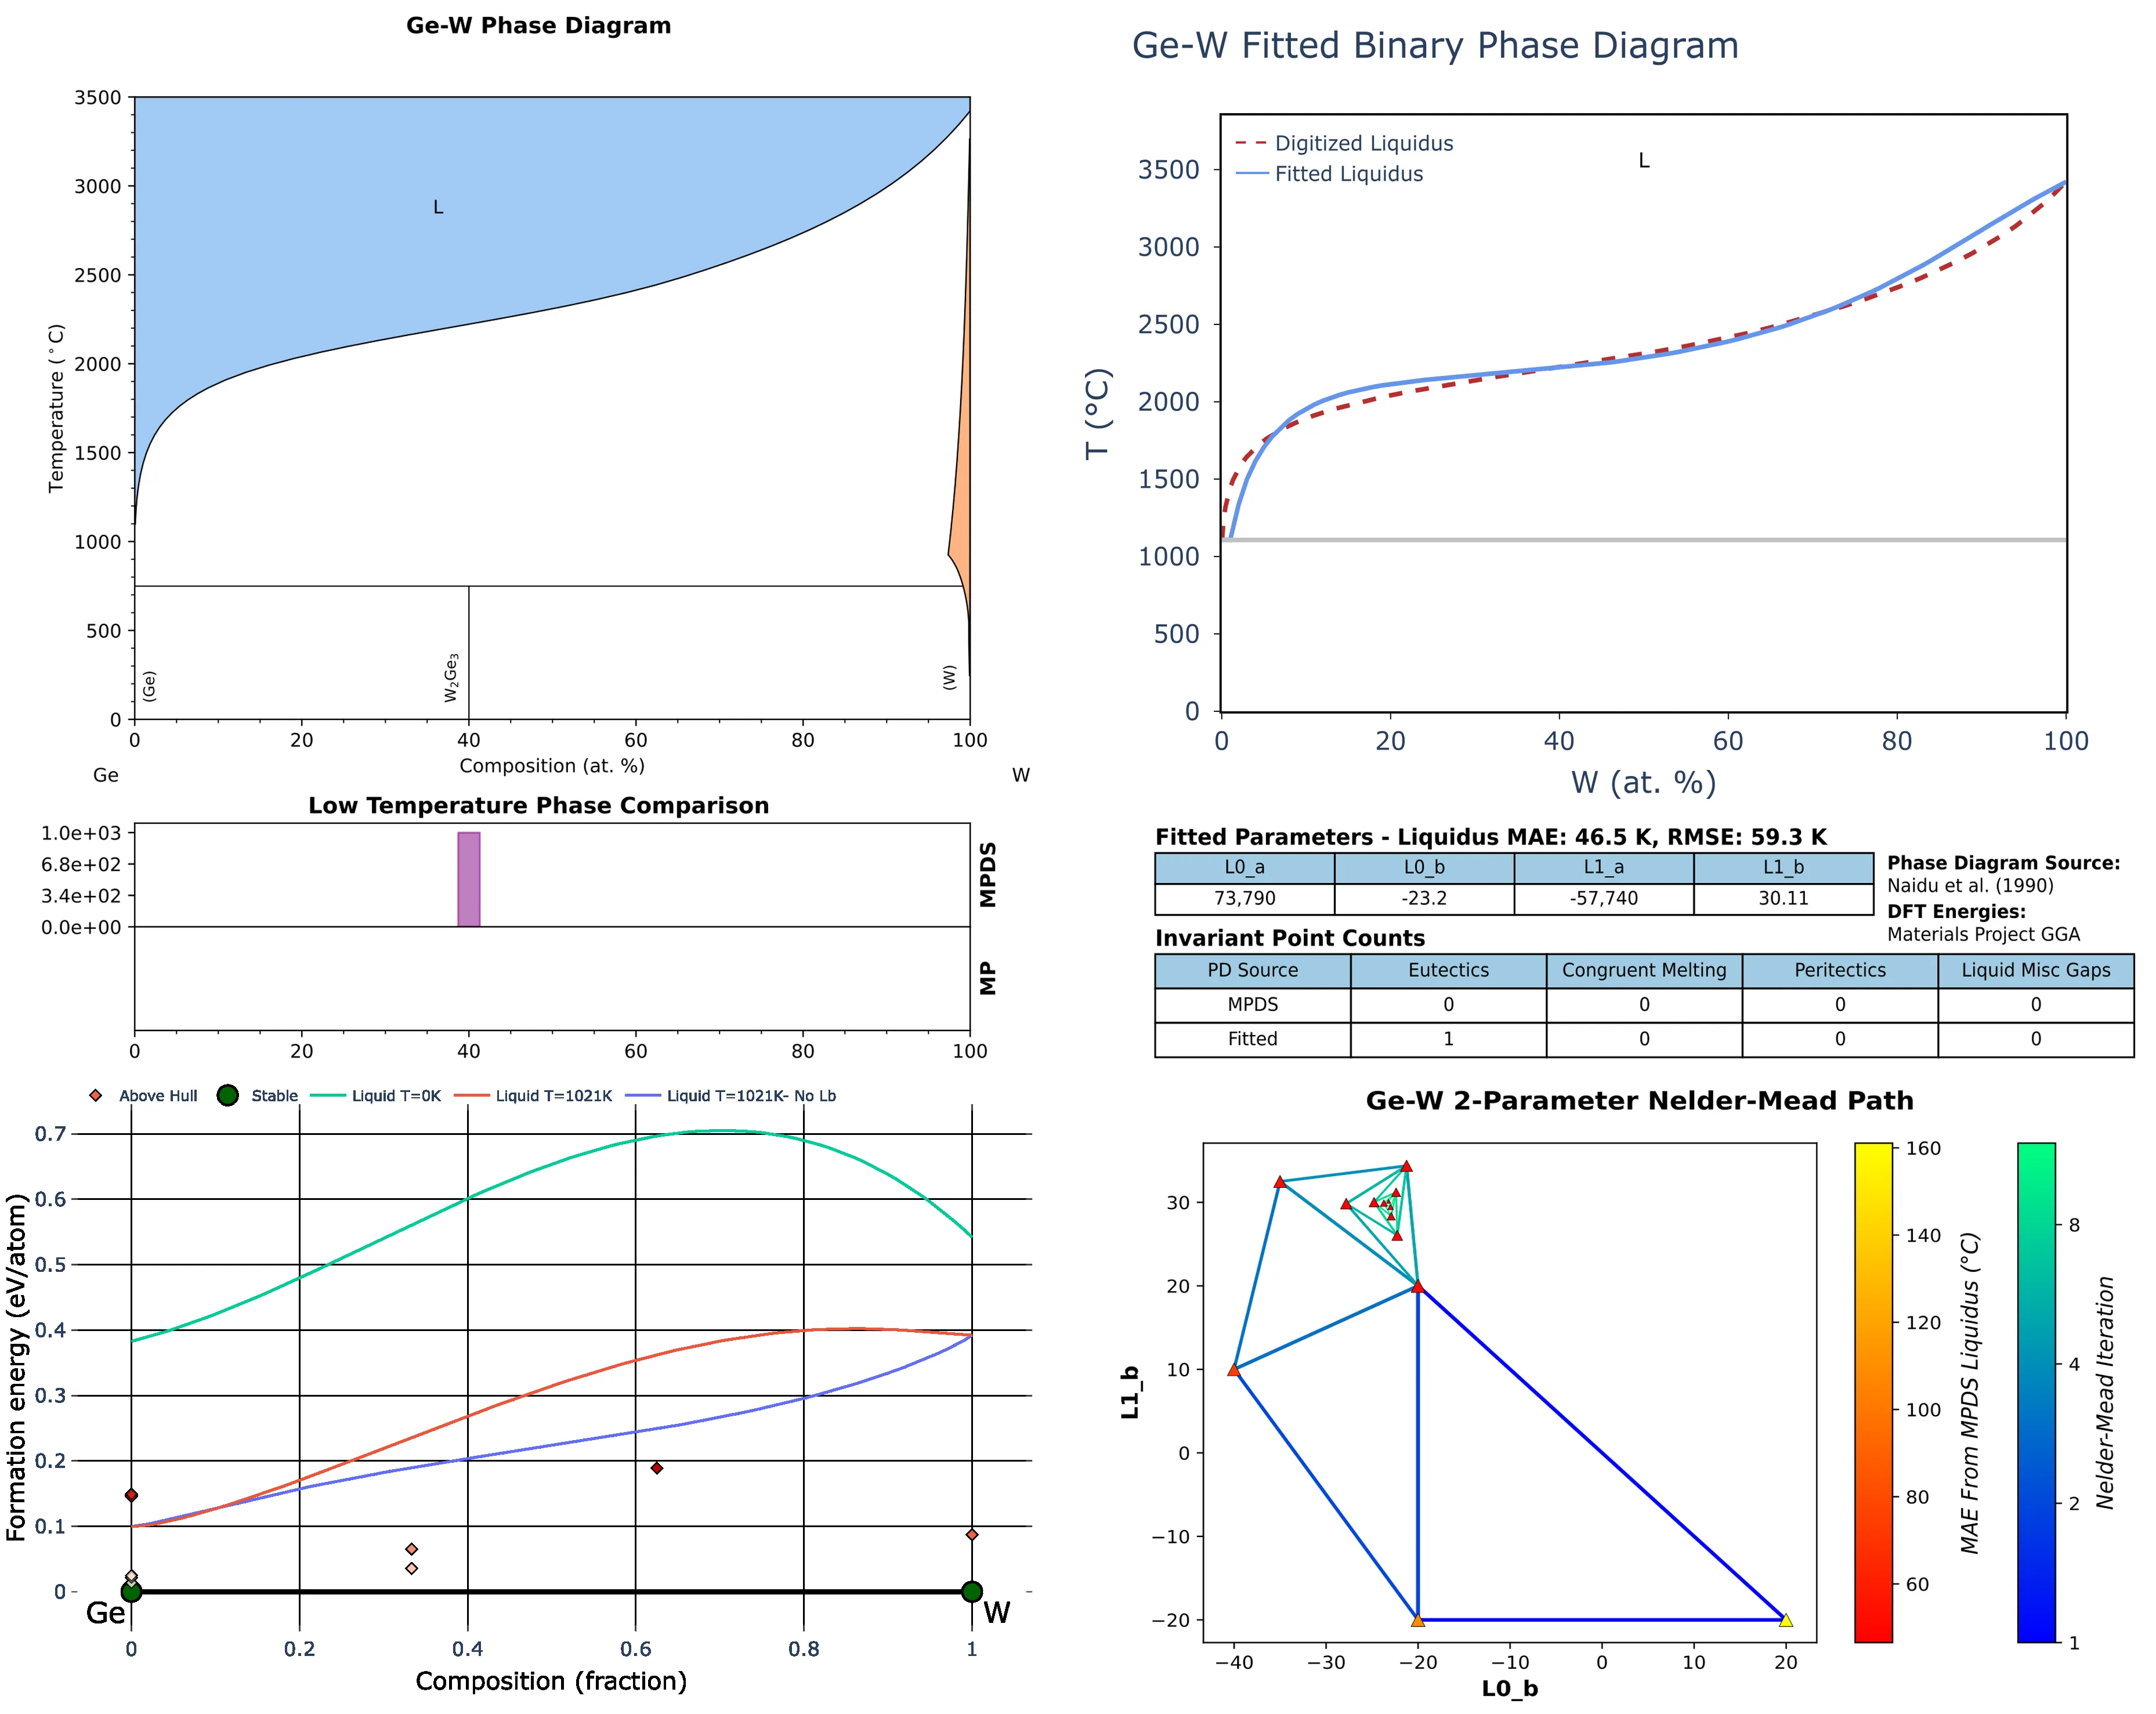 Ge-W Phase Diagram
3500
3000
2500
2000
1500
1000
500
0
Temperature (°C)
L
(Ge)
W2Ge3
(W)
0 20 40 60 80 100
Composition (at. %)
Ge W
Low Temperature Phase Comparison
1.0e+03
6.8e+02
3.4e+02
0.0e+00
MPDS
MP
0 20 40 60 80 100
Above Hull Stable Liquid T=0K Liquid T=1021K Liquid T=1021K- No Lb
0.7
0.6
0.5
0.4
0.3
0.2
0.1
0
Formation energy (eV/atom)
Ge W
0 0.2 0.4 0.6 0.8 1
Composition (fraction)
Ge-W Fitted Binary Phase Diagram
Digitized Liquidus
Fitted Liquidus
L
3500
3000
2500
2000
1500
1000
500
0
T (°C)
0 20 40 60 80 100
W (at. %)
Fitted Parameters - Liquidus MAE: 46.5 K, RMSE: 59.3 K
L0_a L0_b L1_a L1_b
73,790 -23.2 -57,740 30.11
Phase Diagram Source:
Naidu et al. (1990)
DFT Energies:
Materials Project GGA
Invariant Point Counts
PD Source Eutectics Congruent Melting Peritectics Liquid Misc Gaps
MPDS 0 0 0 0
Fitted 1 0 0 0
Ge-W 2-Parameter Nelder-Mead Path
30
20
10
0
−10
−20
L1_b
−40 −30 −20 −10 0 10 20
L0_b
160
140
120
100
80
60
MAE From MPDS Liquidus (°C)
8
4
2
1
Nelder-Mead Iteration